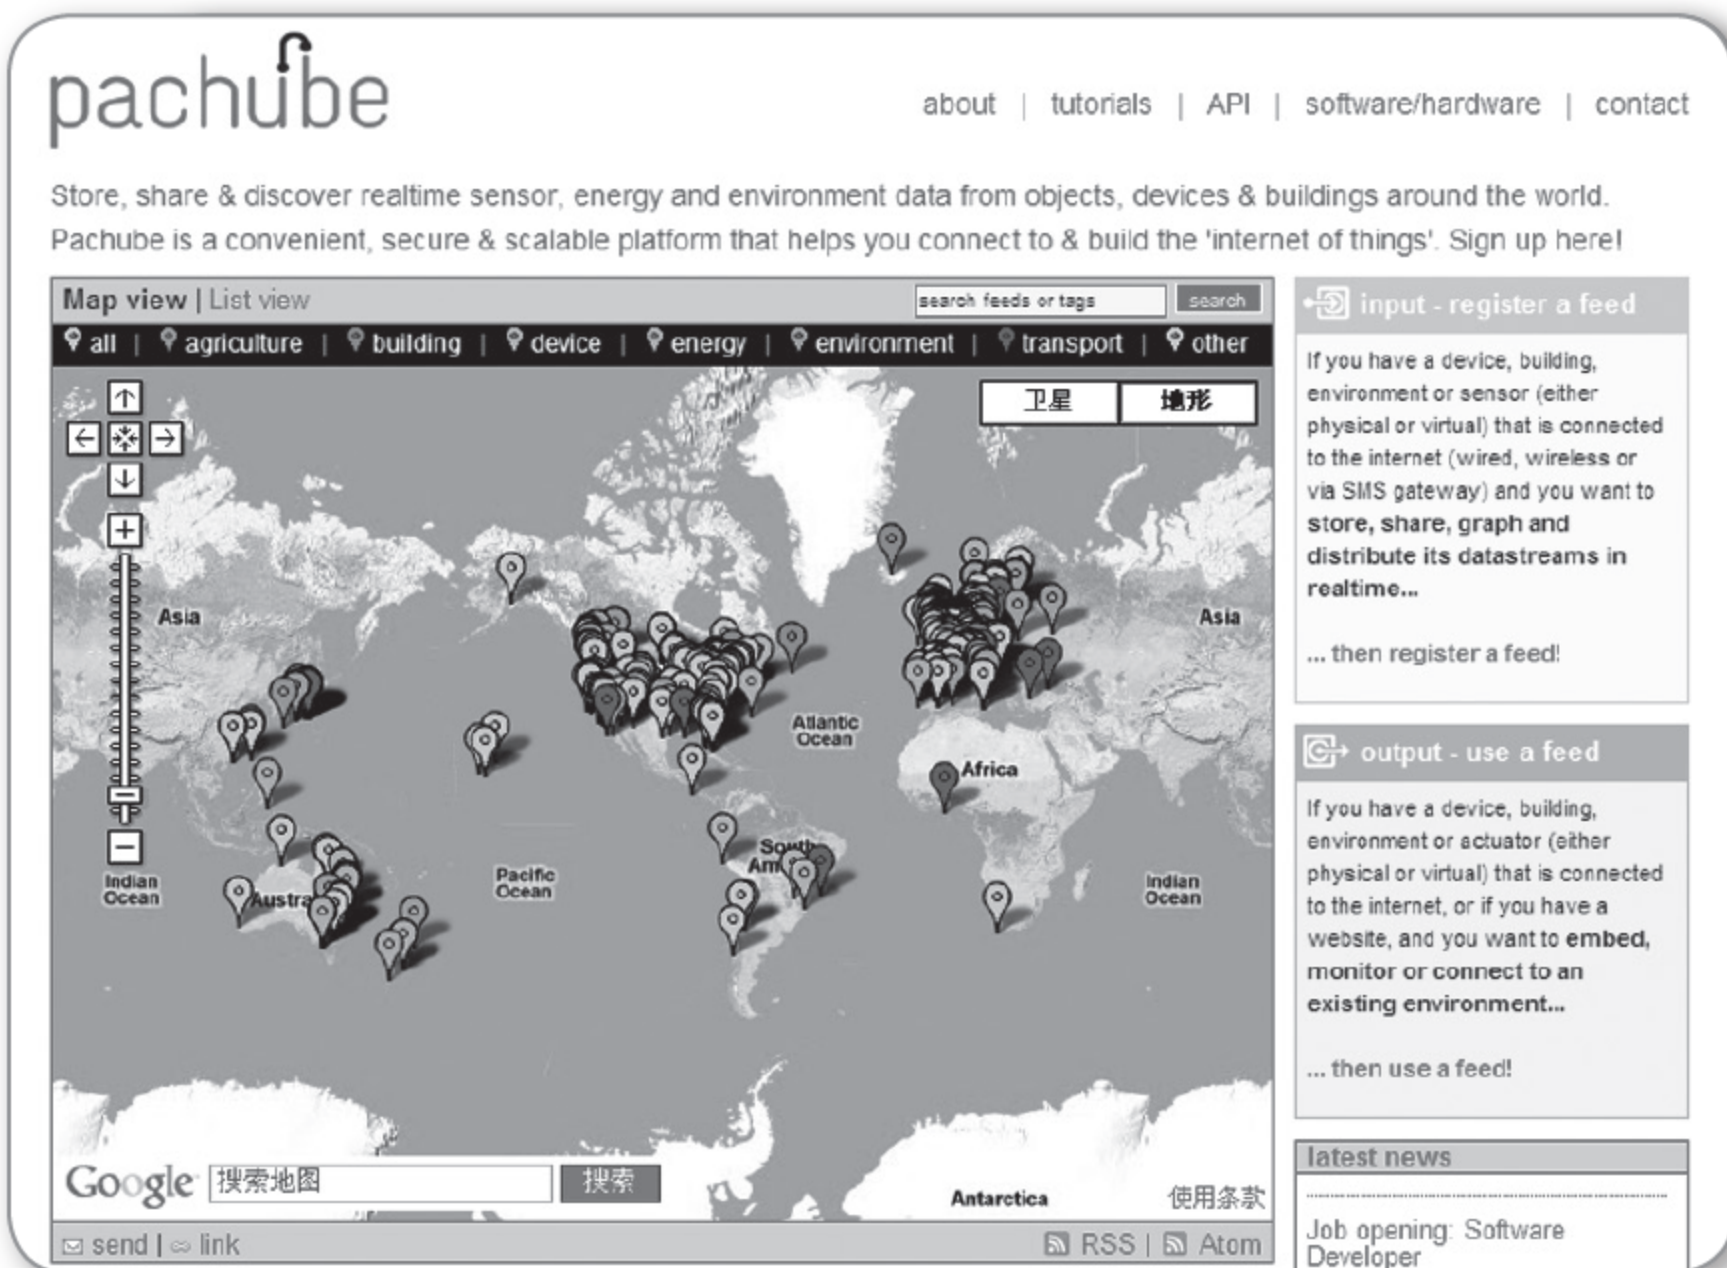 pachube
about | tutorials | API | software/hardware | contact
Store, share & discover realtime sensor, energy and environment data from objects, devices & buildings around the world.
Pachube is a convenient, secure & scalable platform that helps you connect to & build the 'internet of things'. Sign up here!
Map view | List view
search feeds or tags
search
all | agriculture | building | device | energy | environment | transport | other
卫星
地形
Asia
Asia
Atlantic
Ocean
Africa
South
Am
Pacific
Ocean
Indian
Ocean
Austra
Indian
Ocean
Antarctica
Google
搜索地图
搜索
使用条款
send | link
RSS | Atom
input - register a feed
If you have a device, building,
environment or sensor (either
physical or virtual) that is connected
to the internet (wired, wireless or
via SMS gateway) and you want to
store, share, graph and
distribute its datastreams in
realtime...
... then register a feed!
output - use a feed
If you have a device, building,
environment or actuator (either
physical or virtual) that is connected
to the internet, or if you have a
website, and you want to embed,
monitor or connect to an
existing environment...
... then use a feed!
latest news
Job opening: Software
Developer